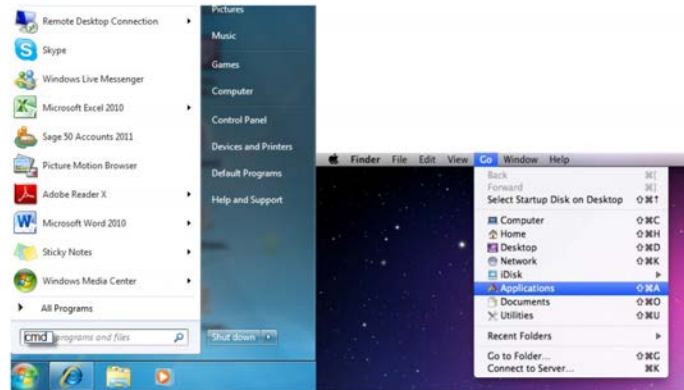 Remote Desktop Connection
Skype
Windows Live Messenger
Microsoft Excel 2010
Sage 50 Accounts 2011
Picture Motion Browser
Adobe Reader X
Microsoft Word 2010
Sticky Notes
Windows Media Center
All Programs
cmd programs and files
Pictures
Music
Games
Computer
Control Panel
Devices and Printers
Default Programs
Help and Support
Shut down
Finder File Edit View Go Window Help
Back ⌘[
Forward ⌘]
Select Startup Disk on Desktop ⇧⌘↑
Computer ⇧⌘C
Home ⇧⌘H
Desktop ⇧⌘D
Network ⇧⌘K
iDisk
Applications ⇧⌘A
Documents ⇧⌘O
Utilities ⇧⌘U
Recent Folders
Go to Folder... ⇧⌘G
Connect to Server... ⌘K